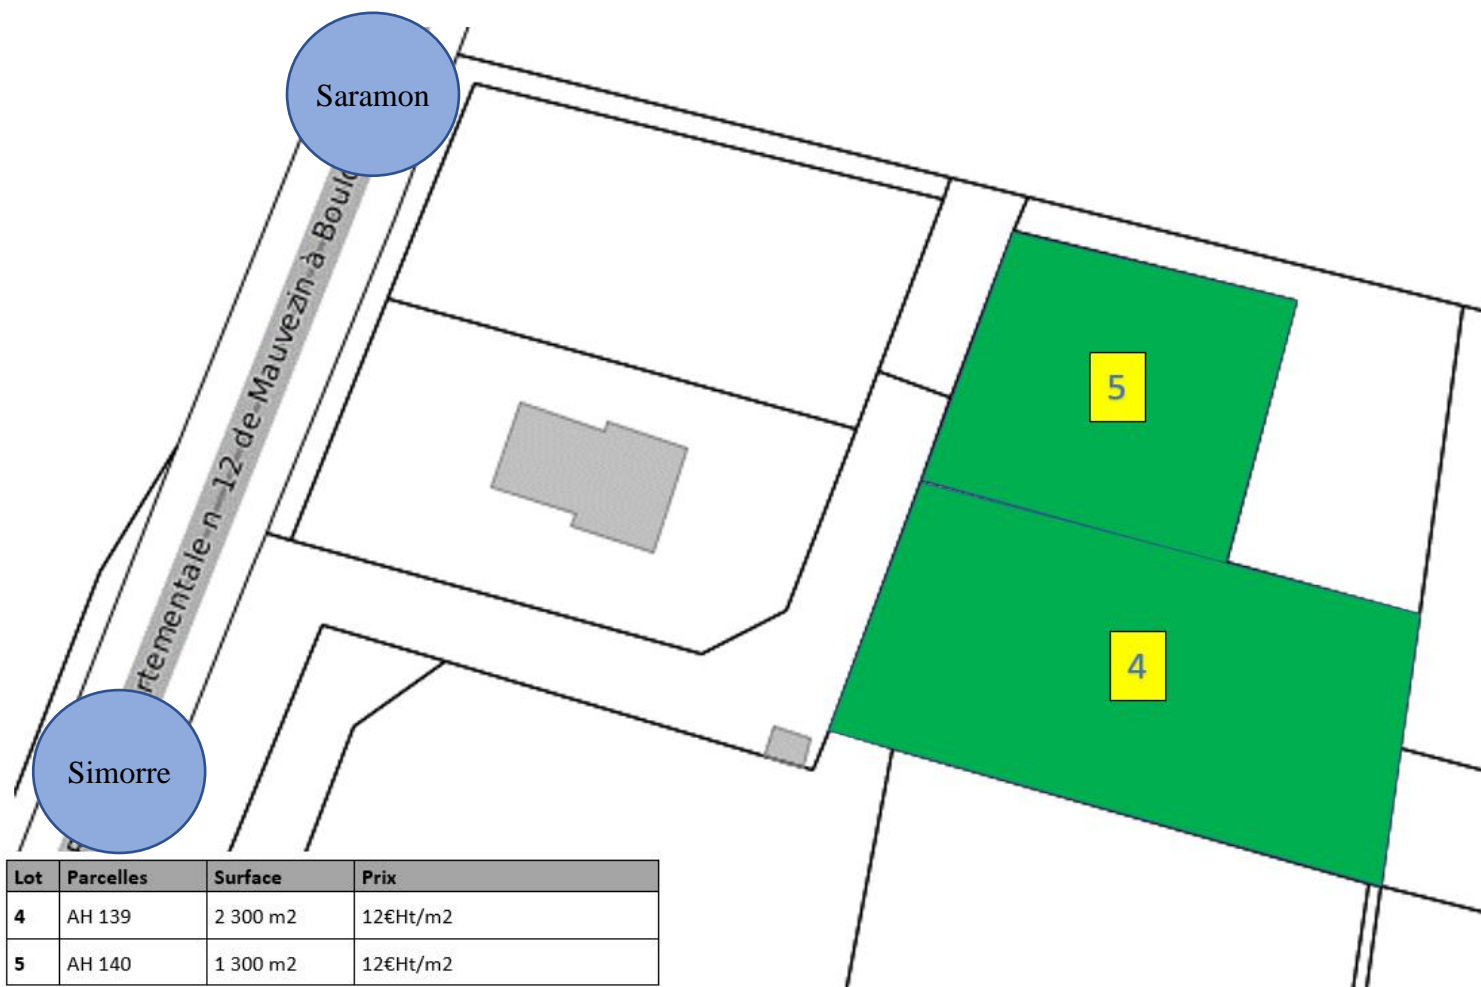 Saramon
rtementale n 12 de Mauvezin à Boulo
5
4
Simorre
Lot Parcelles Surface Prix
4 AH 139 2 300 m2 12€Ht/m2
5 AH 140 1 300 m2 12€Ht/m2